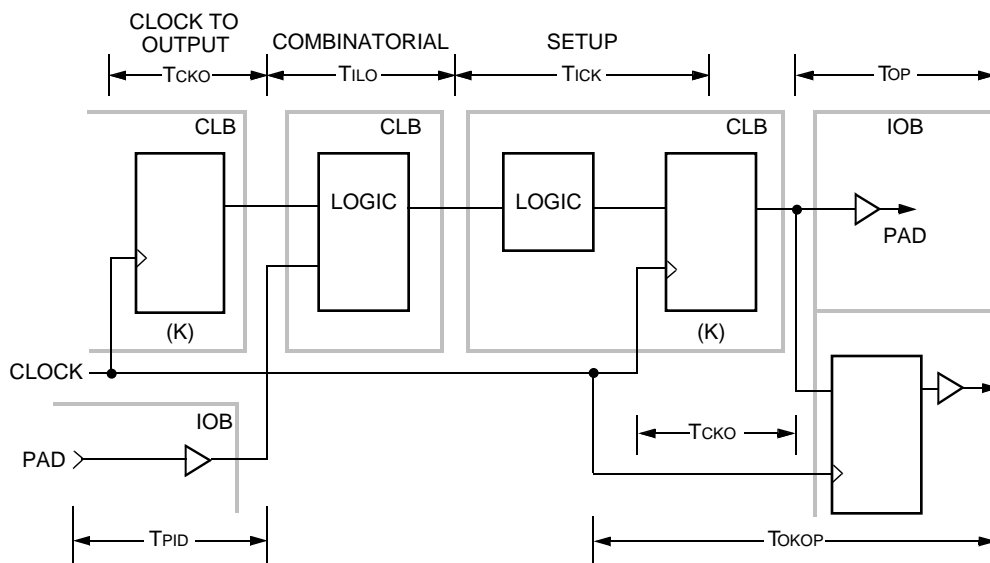 CLOCK TO
OUTPUT
COMBINATORIAL
SETUP
TCKO
TILO
TICK
TOP
CLB
CLB
CLB
IOB
LOGIC
LOGIC
PAD
(K)
(K)
CLOCK
IOB
TCKO
PAD
TPID
TOKOP